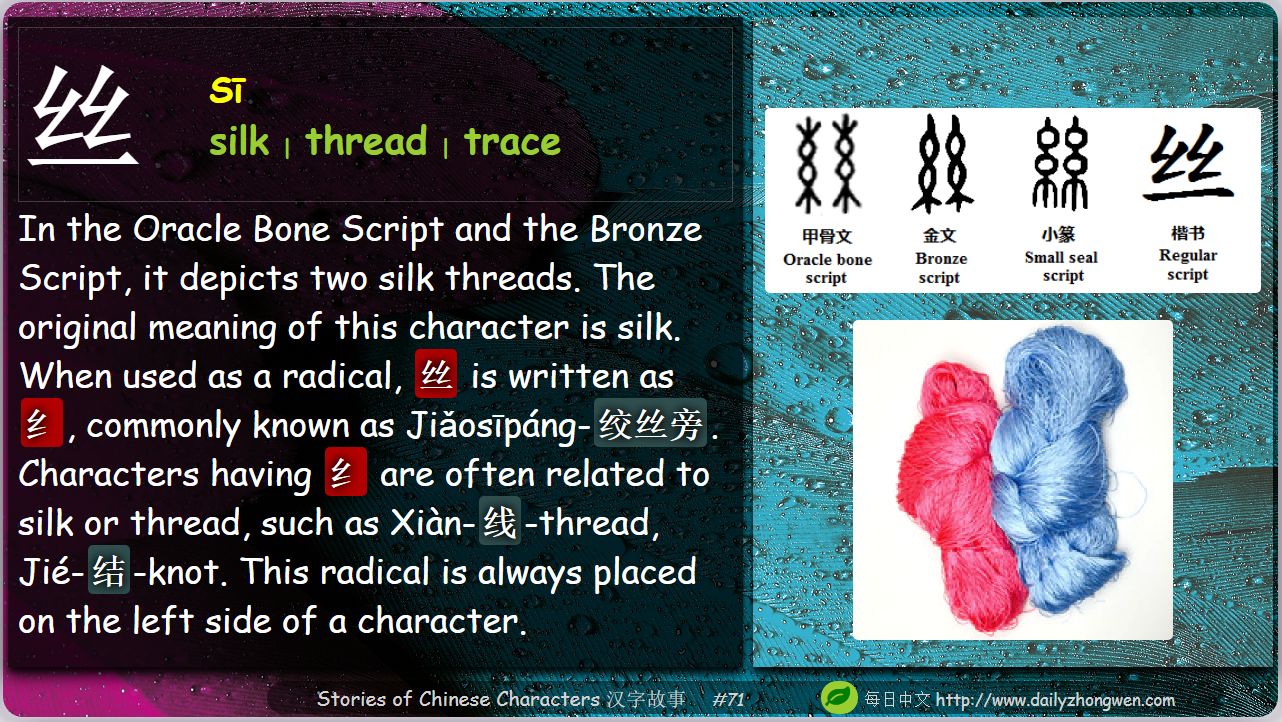 丝
Sī
silk | thread | trace
In the Oracle Bone Script and the Bronze
Script, it depicts two silk threads. The
original meaning of this character is silk.
When used as a radical, 丝 is written as
纟, commonly known as Jiǎosīpáng-绞丝旁.
Characters having 纟 are often related to
silk or thread, such as Xiàn-线-thread,
Jié-结-knot. This radical is always placed
on the left side of a character.
丝
甲骨文
Oracle bone
script
金文
Bronze
script
小篆
Small seal
script
楷书
Regular
script
Stories of Chinese Characters 汉字故事 #71
每日中文 http://www.dailyzhongwen.com